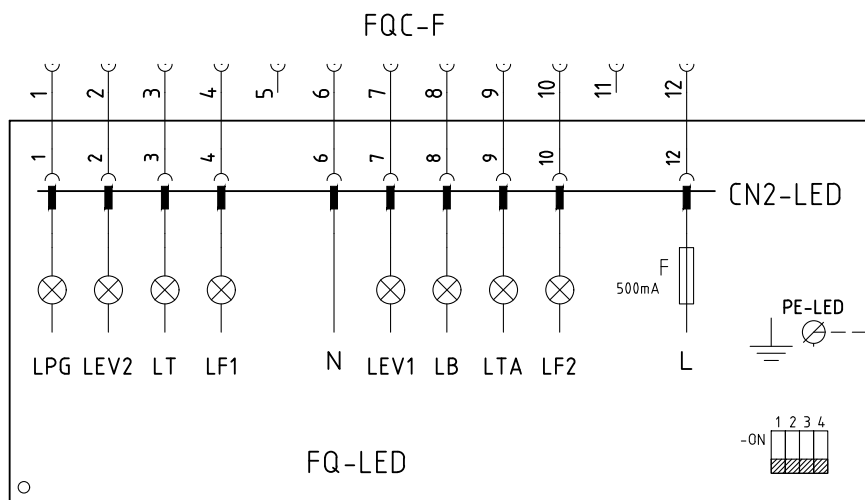 FQC-F
1 2 3 4 5 6 7 8 9 10 11 12
1 2 3 4 6 7 8 9 10 12
CN2-LED
F
500mA
PE-LED
LPG LEV2 LT LF1 N LEV1 LB LTA LF2 L
1 2 3 4
-ON
FQ-LED